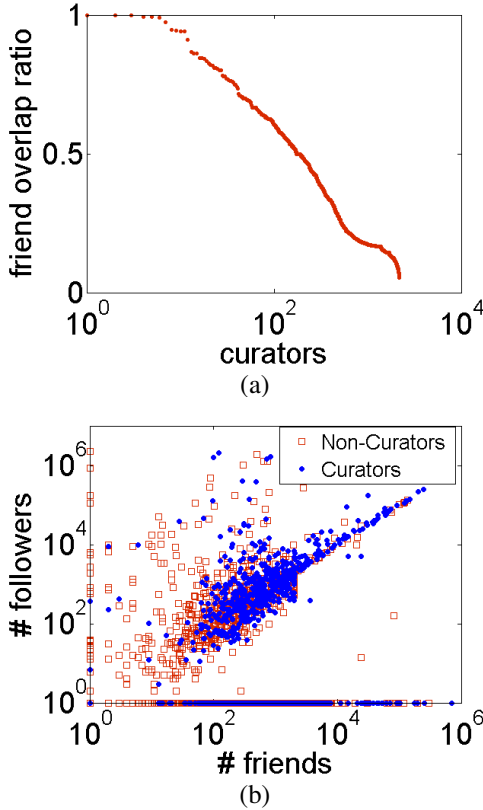 1
friend overlap ratio
0.5
0
10^0
10^2
10^4
curators
(a)
Non-Curators
Curators
10^6
# followers
10^4
10^2
10^0
10^0
10^2
10^4
10^6
# friends
(b)